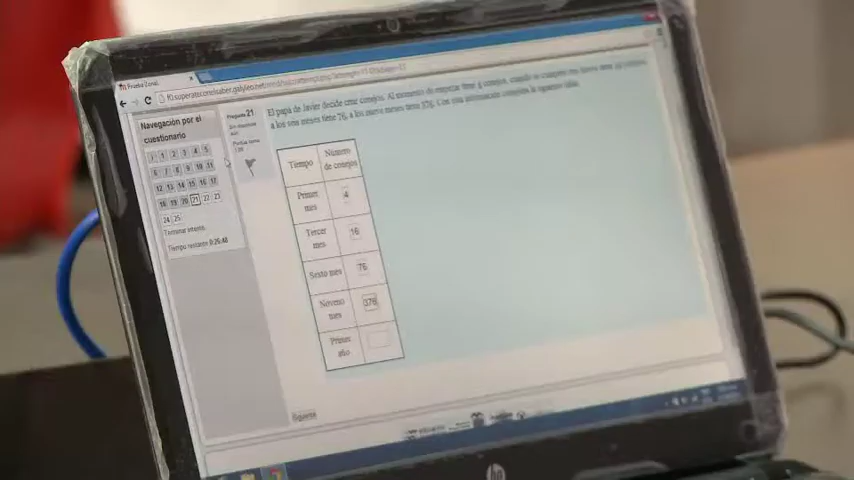 Navegación por el
cuestionario
1 2 3 4 5
6 7 8 9 10 11
12 13 14 15 16 17
18 19 20 21 22 23
24 25
Terminar intento
Tiempo restante 0:26:48
Pregunta 21
El papá de Javier decide criar conejos. Al momento de empezar tiene 4 conejos, cuando se cumplen tres meses tiene 16
a los seis meses tiene 76, a los nueve meses tiene 376. Con esta información completa la siguiente tabla.
Tiempo Número de conejos
Primer mes 4
Tercer mes 16
Sexto mes 76
Noveno mes 376
Primer año
Siguiente
hp